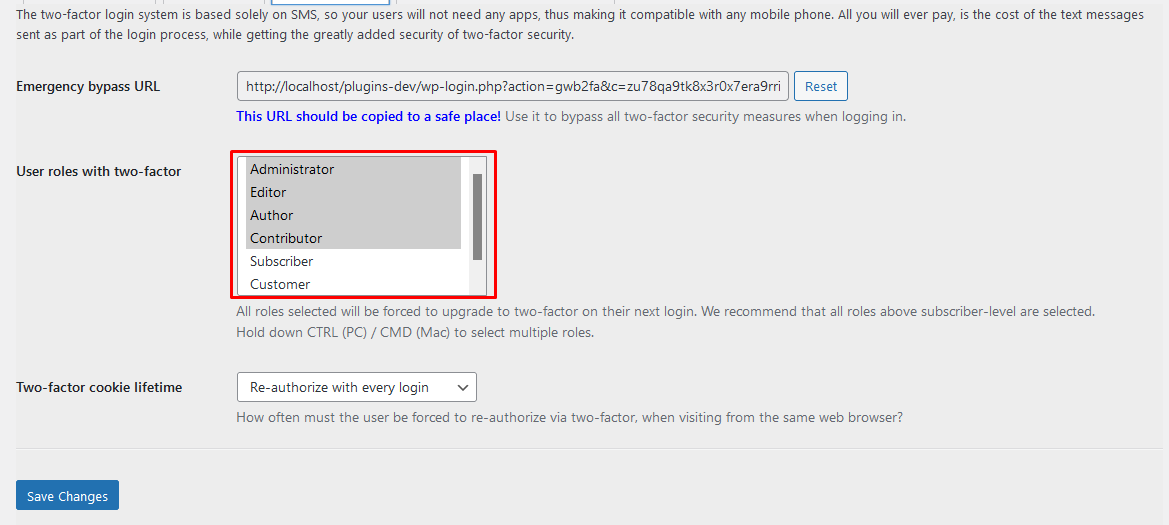 The two-factor login system is based solely on SMS, so your users will not need any apps, thus making it compatible with any mobile phone. All you will ever pay, is the cost of the text messages
sent as part of the login process, while getting the greatly added security of two-factor security.
Emergency bypass URL
http://localhost/plugins-dev/wp-login.php?action=gwb2fa&c=zu78qa9tk8x3r0x7era9rri
Reset
This URL should be copied to a safe place! Use it to bypass all two-factor security measures when logging in.
User roles with two-factor
Administrator
Editor
Author
Contributor
Subscriber
Customer
All roles selected will be forced to upgrade to two-factor on their next login. We recommend that all roles above subscriber-level are selected.
Hold down CTRL (PC) / CMD (Mac) to select multiple roles.
Two-factor cookie lifetime
Re-authorize with every login
How often must the user be forced to re-authorize via two-factor, when visiting from the same web browser?
Save Changes